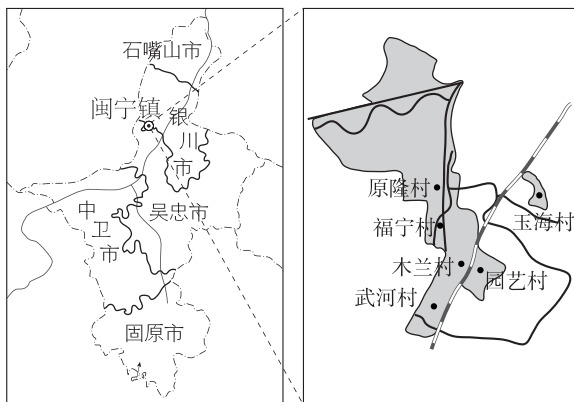 石嘴山市
闽宁镇
银川市
吴忠市
中卫市
固原市
原隆村
玉海村
福宁村
木兰村
园艺村
武河村